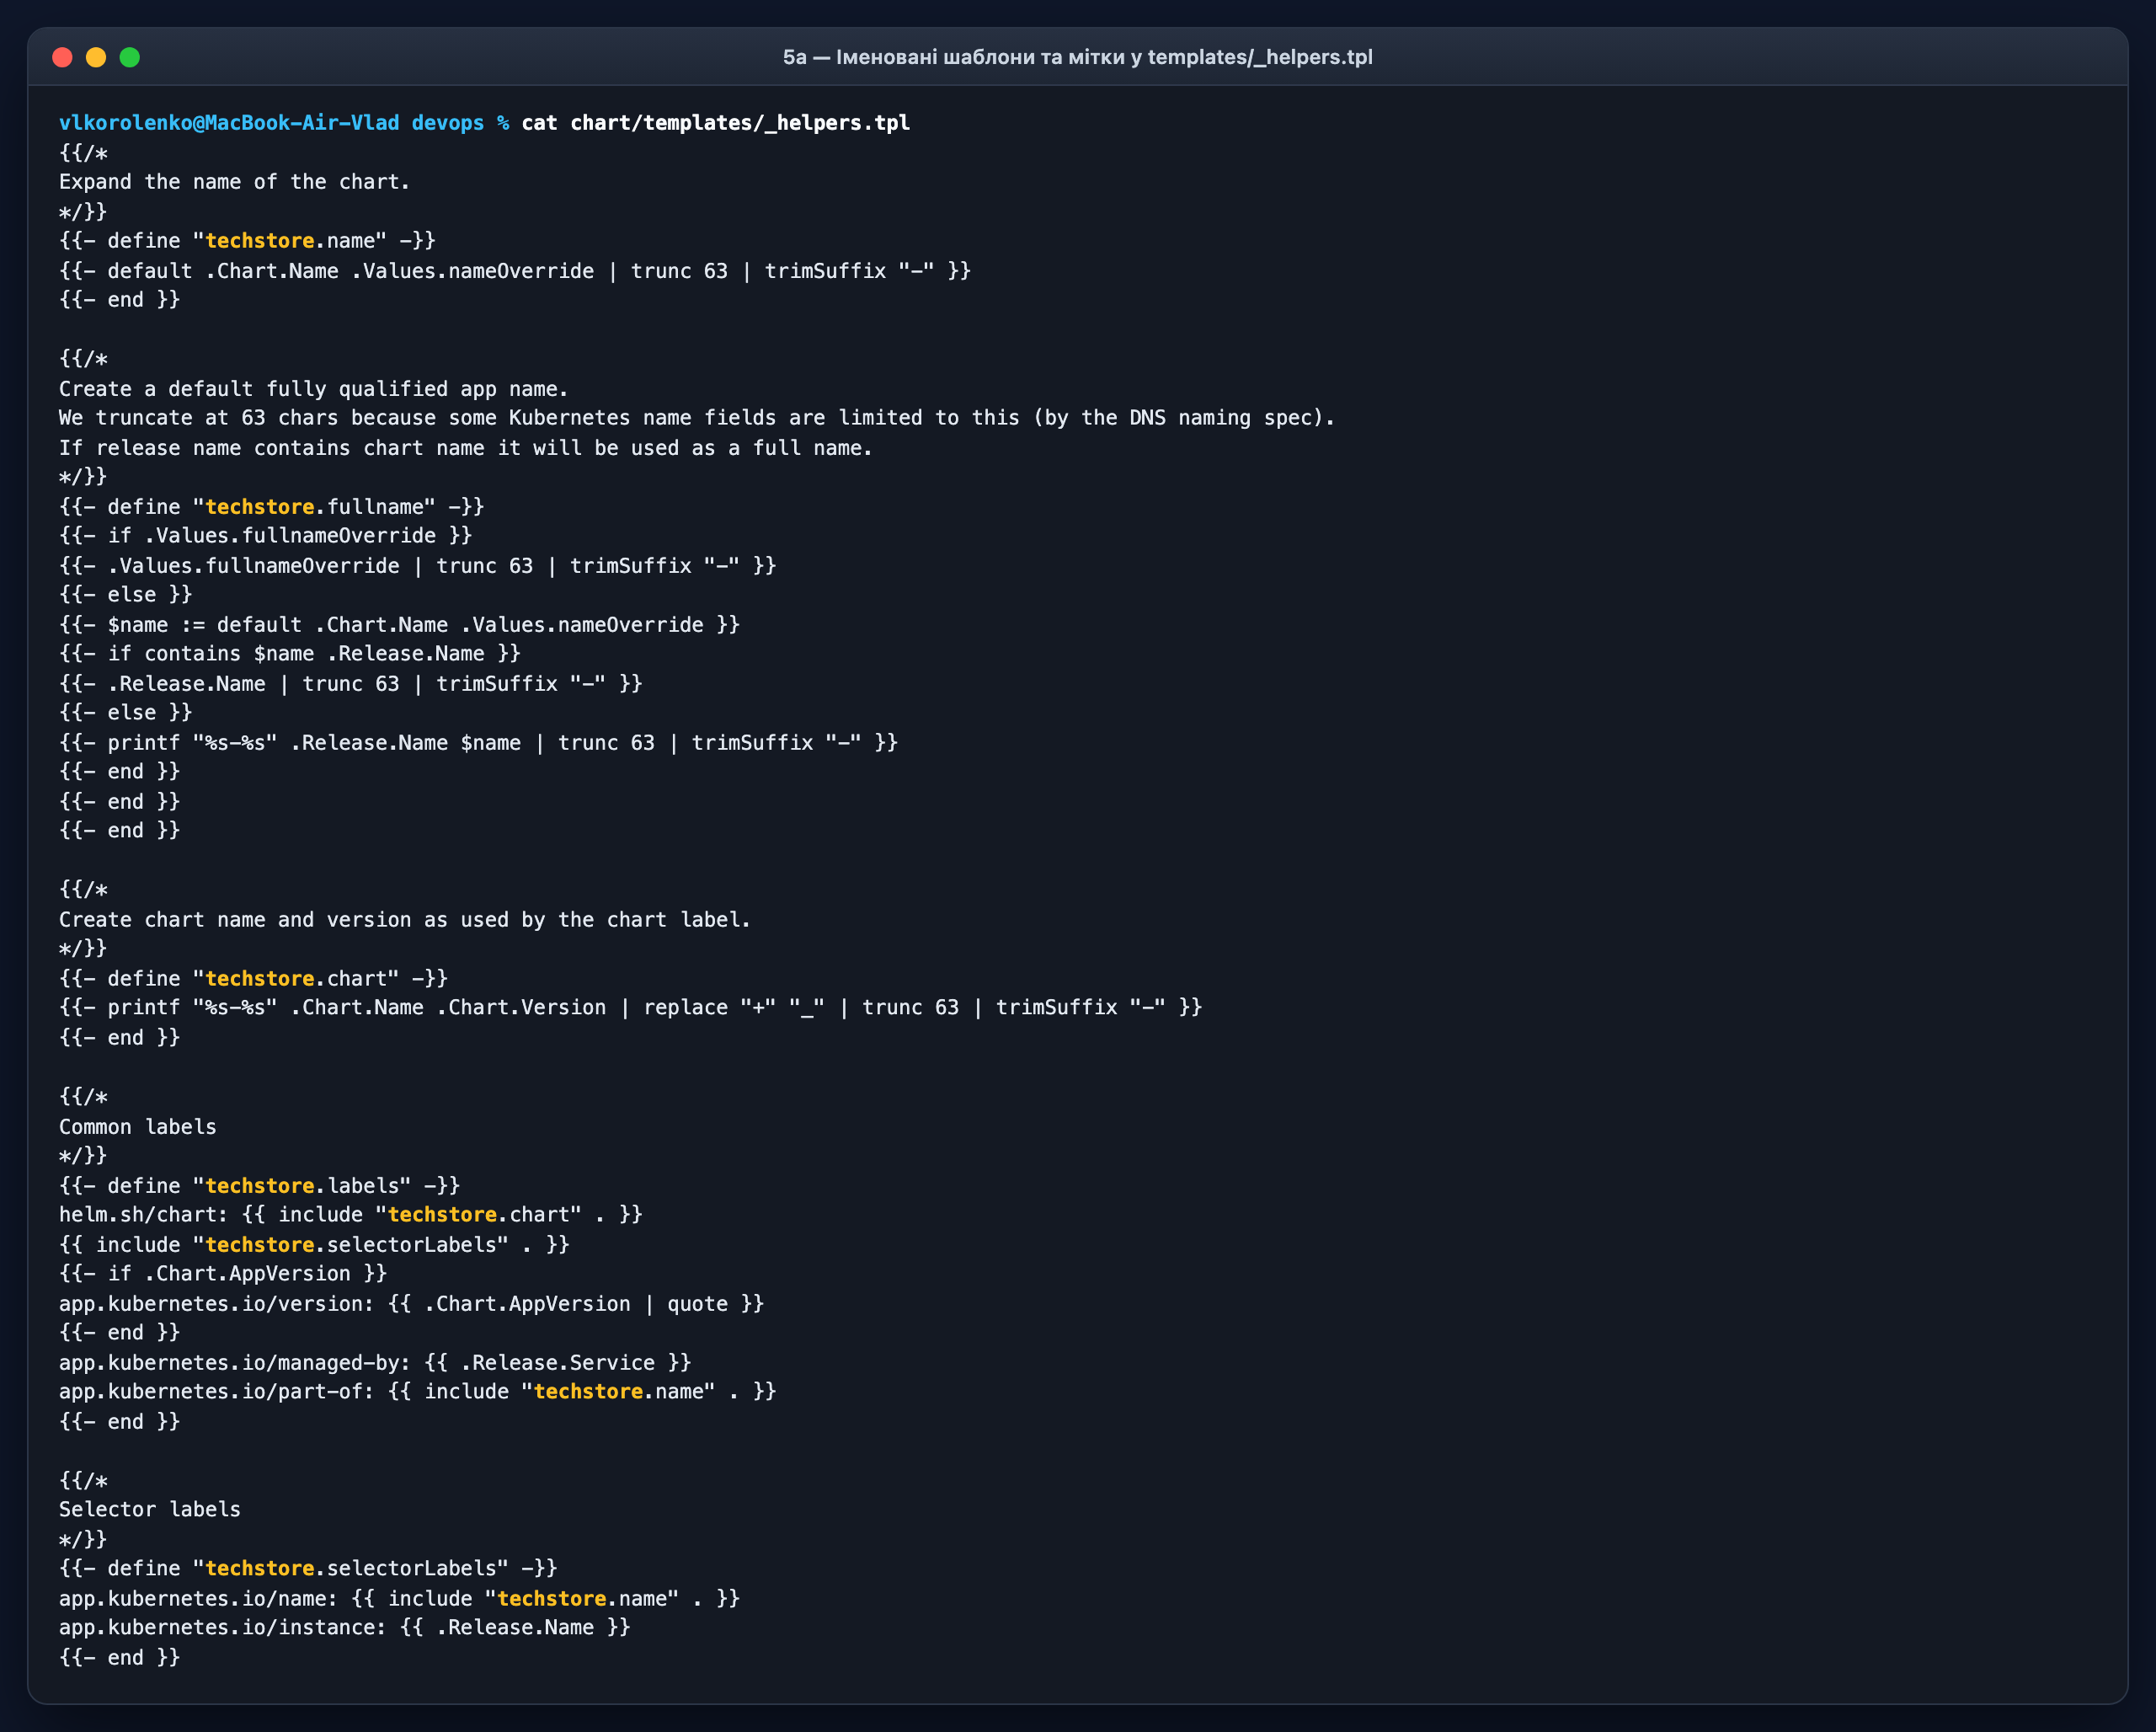 5a — Іменовані шаблони та мітки у templates/_helpers.tpl
vlkorolenko@MacBook-Air-Vlad devops % cat chart/templates/_helpers.tpl
{{/*
Expand the name of the chart.
*/}}
{{- define "techstore.name" -}}
{{- default .Chart.Name .Values.nameOverride | trunc 63 | trimSuffix "-" }}
{{- end }}

{{/*
Create a default fully qualified app name.
We truncate at 63 chars because some Kubernetes name fields are limited to this (by the DNS naming spec).
If release name contains chart name it will be used as a full name.
*/}}
{{- define "techstore.fullname" -}}
{{- if .Values.fullnameOverride }}
{{- .Values.fullnameOverride | trunc 63 | trimSuffix "-" }}
{{- else }}
{{- $name := default .Chart.Name .Values.nameOverride }}
{{- if contains $name .Release.Name }}
{{- .Release.Name | trunc 63 | trimSuffix "-" }}
{{- else }}
{{- printf "%s-%s" .Release.Name $name | trunc 63 | trimSuffix "-" }}
{{- end }}
{{- end }}
{{- end }}

{{/*
Create chart name and version as used by the chart label.
*/}}
{{- define "techstore.chart" -}}
{{- printf "%s-%s" .Chart.Name .Chart.Version | replace "+" "_" | trunc 63 | trimSuffix "-" }}
{{- end }}

{{/*
Common labels
*/}}
{{- define "techstore.labels" -}}
helm.sh/chart: {{ include "techstore.chart" . }}
{{ include "techstore.selectorLabels" . }}
{{- if .Chart.AppVersion }}
app.kubernetes.io/version: {{ .Chart.AppVersion | quote }}
{{- end }}
app.kubernetes.io/managed-by: {{ .Release.Service }}
app.kubernetes.io/part-of: {{ include "techstore.name" . }}
{{- end }}

{{/*
Selector labels
*/}}
{{- define "techstore.selectorLabels" -}}
app.kubernetes.io/name: {{ include "techstore.name" . }}
app.kubernetes.io/instance: {{ .Release.Name }}
{{- end }}